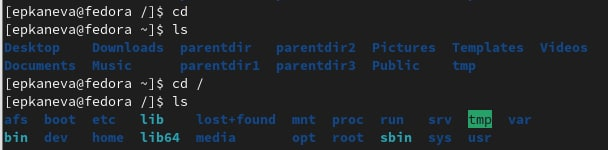 [epkaneva@fedora /]$ cd
[epkaneva@fedora ~]$ ls
Desktop    Downloads  parentdir   parentdir2  Pictures  Templates  Videos
Documents  Music      parentdir1  parentdir3  Public    tmp
[epkaneva@fedora ~]$ cd /
[epkaneva@fedora /]$ ls
afs  boot  etc   lib    lost+found  mnt  proc  run   srv  tmp  var
bin  dev   home  lib64  media       opt  root  sbin  sys  usr